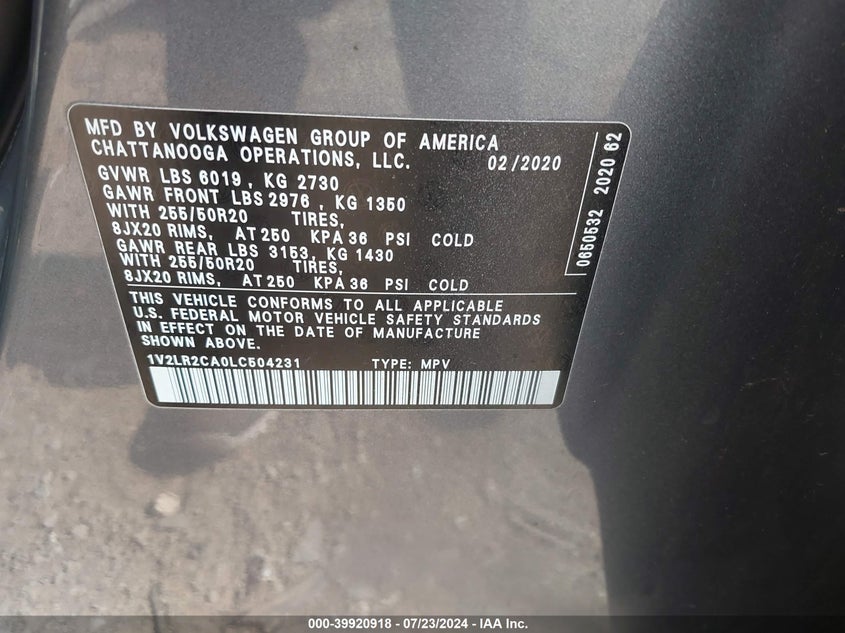 MFD BY VOLKSWAGEN GROUP OF AMERICA
CHATTANOOGA OPERATIONS, LLC. 02/2020
GVWR LBS 6019 , KG 2730
GAWR FRONT LBS 2976 , KG 1350
WITH 255/50R20 TIRES,
8JX20 RIMS, AT 250 KPA 36 PSI COLD
GAWR REAR LBS 3153, KG 1430
WITH 255/50R20 TIRES,
8JX20 RIMS, AT 250 KPA 36 PSI COLD
THIS VEHICLE CONFORMS TO ALL APPLICABLE
U.S. FEDERAL MOTOR VEHICLE SAFETY STANDARDS
IN EFFECT ON THE DATE OF MANUFACTURE
SHOWN ABOVE.
1V2LR2CA0LC504231 TYPE: MPV
0650532 2020 62
000-39920918 - 07/23/2024 - IAA Inc.